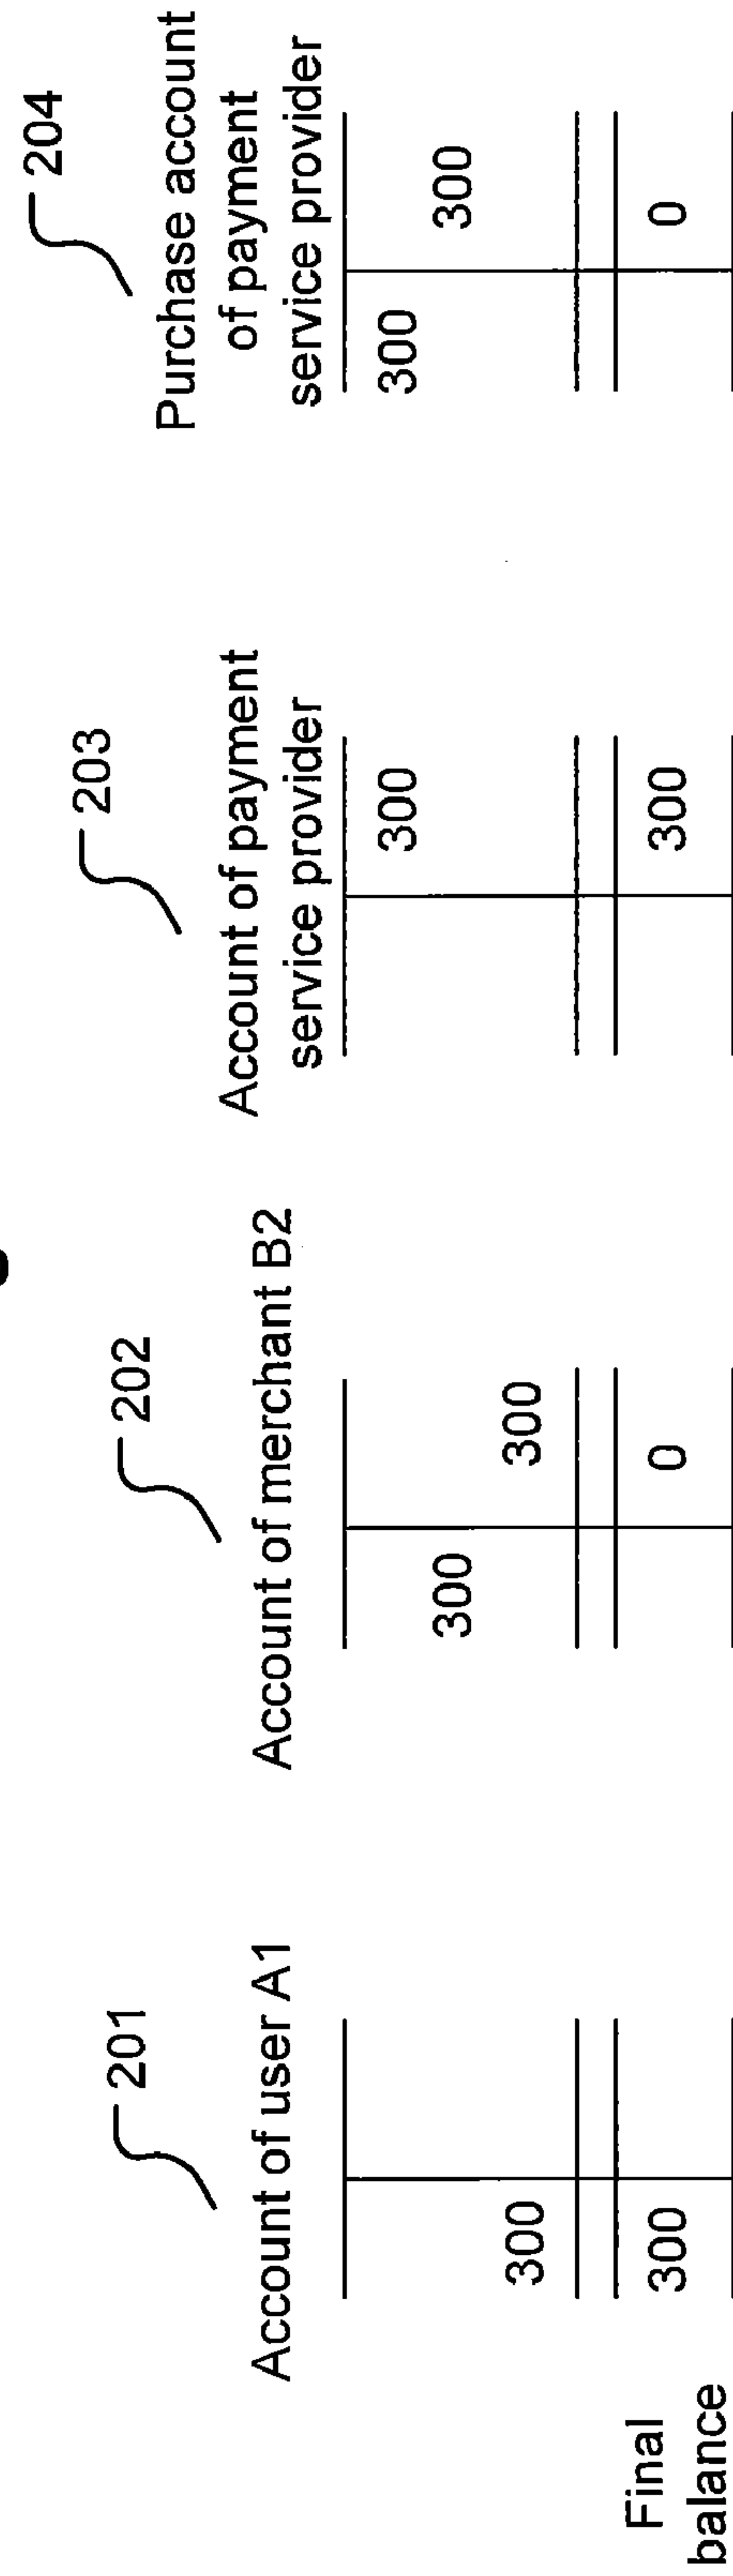 201
202
203
204
Account of user A1
Account of merchant B2
Account of payment
service provider
Purchase account
of payment
service provider
300
300
300
300
300
300
300
Final
balance
300
0
300
0